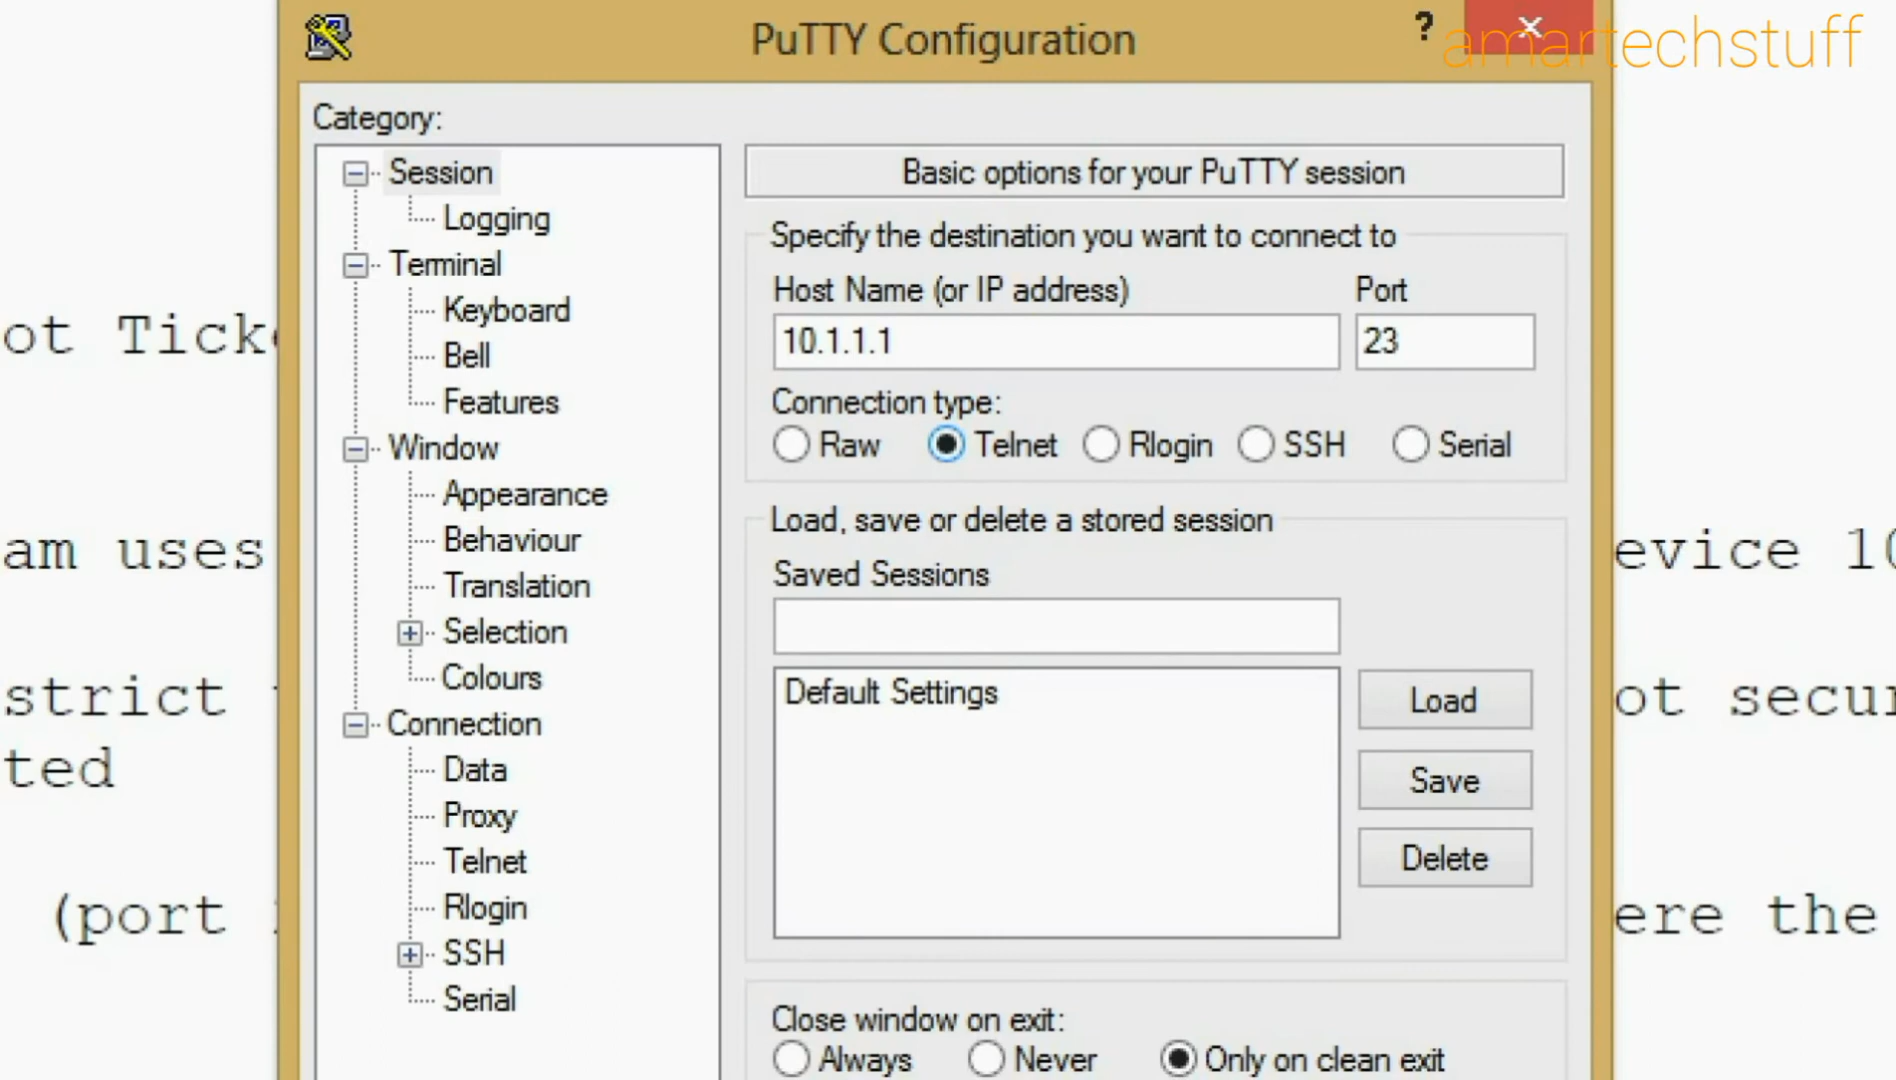 PuTTY Configuration
?
amartechstuff
Category:
Session
Logging
Terminal
Keyboard
Bell
Features
Window
Appearance
Behaviour
Translation
Selection
Colours
Connection
Data
Proxy
Telnet
Rlogin
SSH
Serial
Basic options for your PuTTY session
Specify the destination you want to connect to
Host Name (or IP address) Port
10.1.1.1 23
Connection type:
Raw Telnet Rlogin SSH Serial
Load, save or delete a stored session
Saved Sessions
Default Settings
Load
Save
Delete
Close window on exit:
Always Never Only on clean exit
ot
am uses
evice
strict
ot
ted
(port
ere the